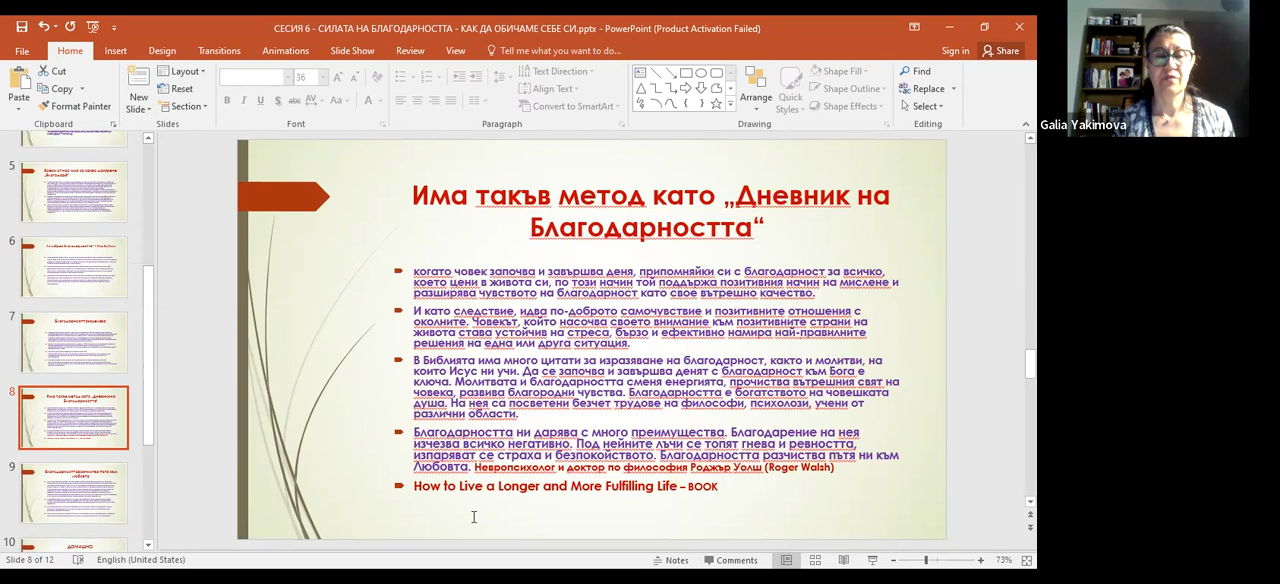 СЕСИЯ 6 - СИЛАТА НА БЛАГОДАРНОСТТА - КАК ДА ОБИЧАМЕ СЕБЕ СИ.pptx - PowerPoint (Product Activation Failed)
File Home Insert Design Transitions Animations Slide Show Review View Tell me what you want to do... Sign in Share
Cut Layout 36 Text Direction Shape Fill Find
Copy Reset Align Text Shape Outline Replace
Paste Format Painter New Slide Section Convert to SmartArt Arrange Quick Styles Shape Effects Select
Clipboard Slides Font Paragraph Drawing Editing
Galia Yakimova
5
6
7
8
9
10
Има такъв метод като „Дневник на
Благодарността“
когато човек започва и завършва деня, припомняйки си с благодарност за всичко,
което цени в живота си, по този начин той поддържа позитивния начин на мислене и
разширява чувството на благодарност като свое вътрешно качество.
И като следствие, идва по-доброто самочувствие и позитивните отношения с
околните. Човекът, който насочва своето внимание към позитивните страни на
живота става устойчив на стреса, бързо и ефективно намира най-правилните
решения на една или друга ситуация.
В Библията има много цитати за изразяване на благодарност, както и молитви, на
които Исус ни учи. Да се започва и завършва денят с благодарност към Бога е
ключа. Молитвата и благодарността сменя енергията, прочиства вътрешния свят на
човека, развива благородни чувства. Благодарността е богатството на човешката
душа. На нея са посветени безчет трудове на философи, психолози, учени от
различни области.
Благодарността ни дарява с много преимущества. Благодарение на нея
изчезва всичко негативно. Под нейните лъчи се топят гнева и ревността,
изпаряват се страха и безпокойството. Благодарността разчиства пътя ни към
Любовта. Невропсихолог и доктор по философия Роджър Уолш (Roger Walsh)
How to Live a Longer and More Fulfilling Life – BOOK
Slide 8 of 12 English (United States) Notes Comments 73%